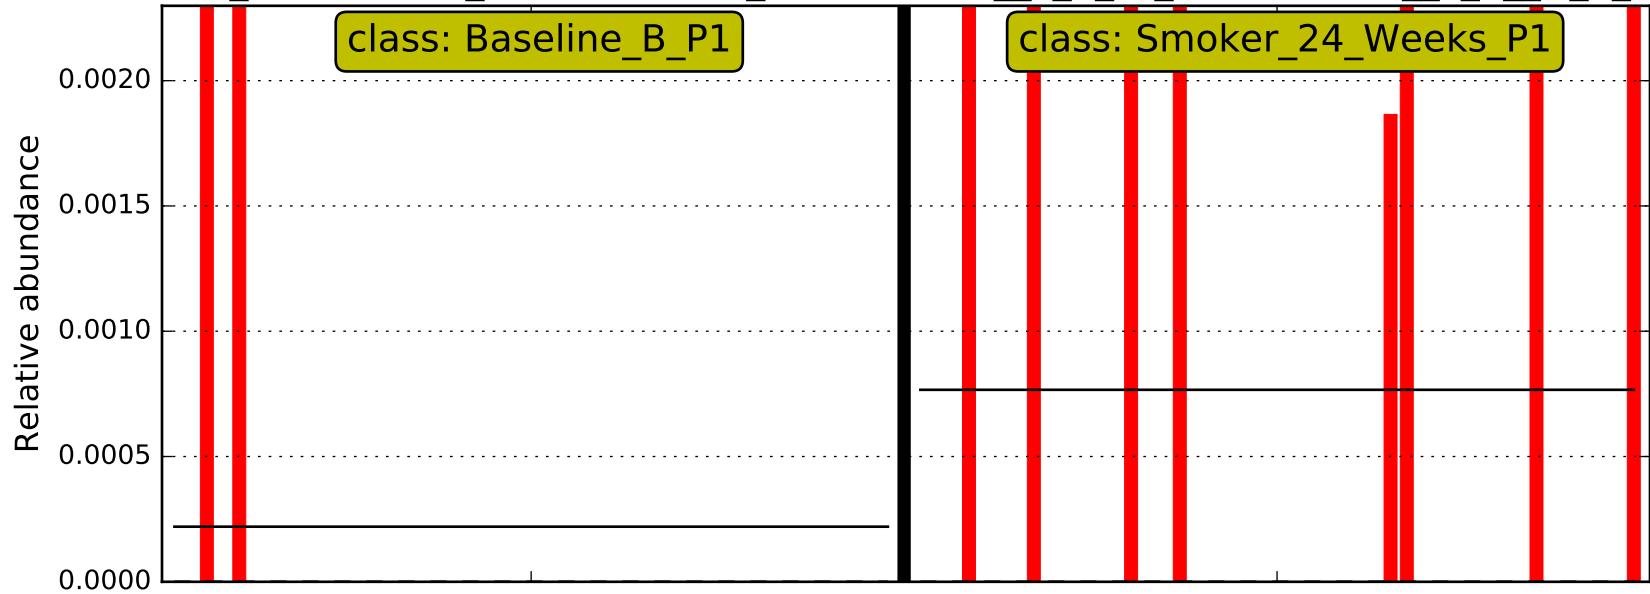 class: Baseline_B_P1
class: Smoker_24_Weeks_P1
0.0020
0.0015
0.0010
0.0005
0.0000
Relative abundance